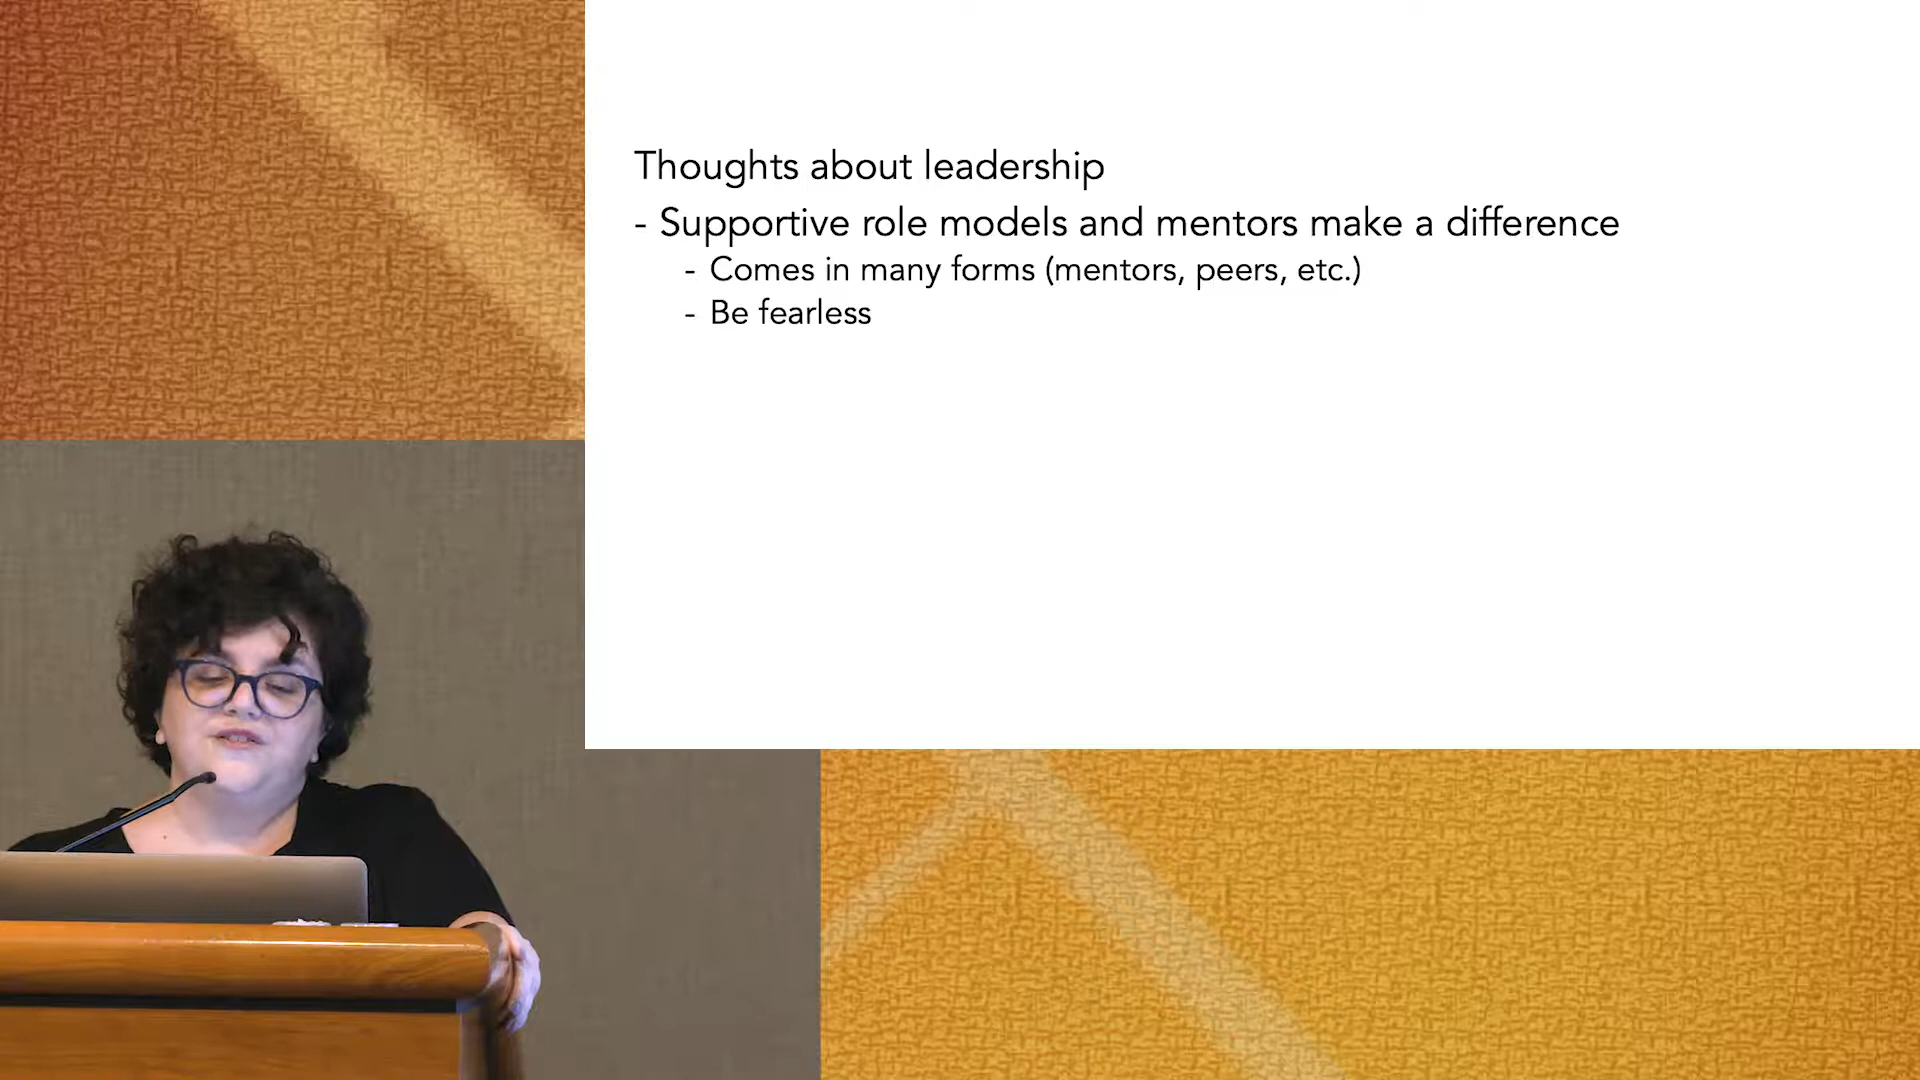 Thoughts about leadership
- Supportive role models and mentors make a difference
- Comes in many forms (mentors, peers, etc.)
- Be fearless